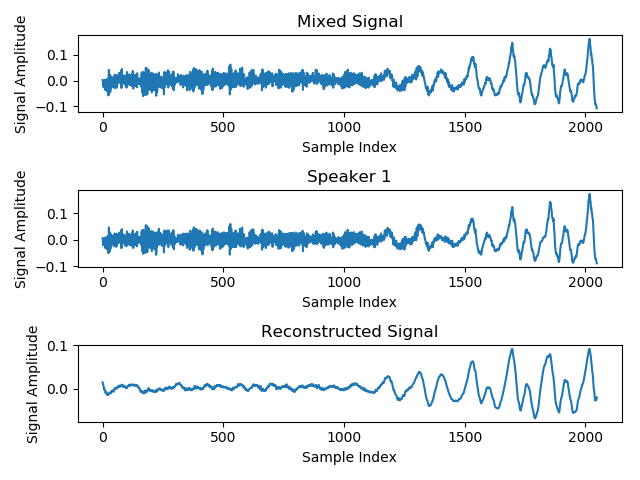 Mixed Signal
Signal Amplitude
0.1
0.0
−0.1
0 500 1000 1500 2000
Sample Index
Speaker 1
Signal Amplitude
0.1
0.0
−0.1
0 500 1000 1500 2000
Sample Index
Reconstructed Signal
Signal Amplitude
0.1
0.0
0 500 1000 1500 2000
Sample Index